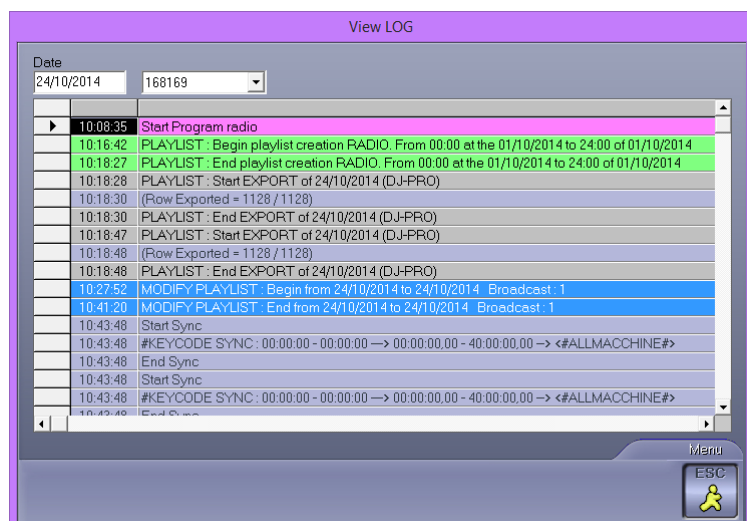 View LOG
Date
24/10/2014 168169
10:08:35 Start Program radio
10:16:42 PLAYLIST : Begin playlist creation RADIO. From 00:00 at the 01/10/2014 to 24:00 of 01/10/2014
10:18:27 PLAYLIST : End playlist creation RADIO. From 00:00 at the 01/10/2014 to 24:00 of 01/10/2014
10:18:28 PLAYLIST : Start EXPORT of 24/10/2014 (DJ-PRO)
10:18:30 (Row Exported = 1128 / 1128)
10:18:30 PLAYLIST : End EXPORT of 24/10/2014 (DJ-PRO)
10:18:47 PLAYLIST : Start EXPORT of 24/10/2014 (DJ-PRO)
10:18:48 (Row Exported = 1128 / 1128)
10:18:48 PLAYLIST : End EXPORT of 24/10/2014 (DJ-PRO)
10:27:52 MODIFY PLAYLIST : Begin from 24/10/2014 to 24/10/2014 Broadcast : 1
10:41:20 MODIFY PLAYLIST : End from 24/10/2014 to 24/10/2014 Broadcast : 1
10:43:48 Start Sync
10:43:48 #KEYCODE SYNC : 00:00:00 - 00:00:00 ---> 00:00:00,00 - 40:00:00,00 --> <#ALLMACCHINE#>
10:43:48 End Sync
10:43:48 Start Sync
10:43:48 #KEYCODE SYNC : 00:00:00 - 00:00:00 ---> 00:00:00,00 - 40:00:00,00 --> <#ALLMACCHINE#>
10:43:48 End Sync
Menu
ESC